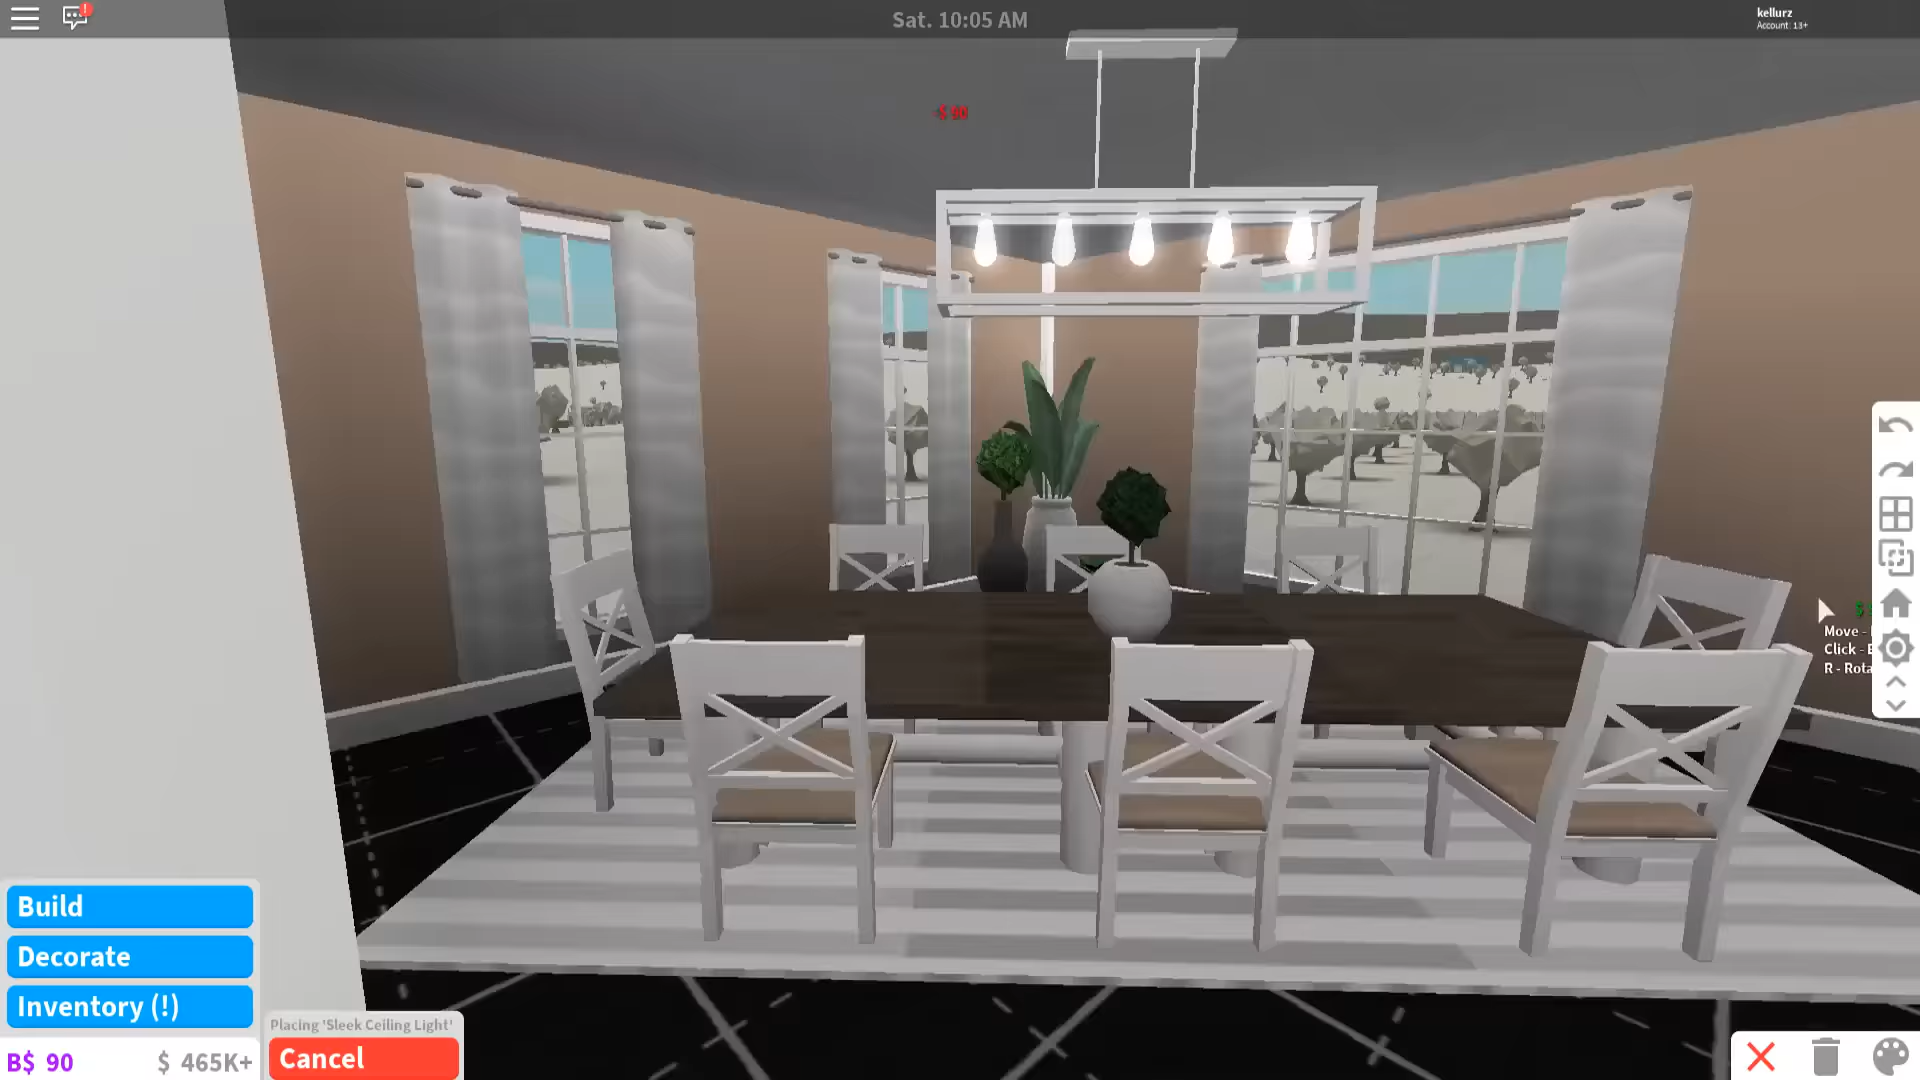 Sat. 10:05 AM
kellurz
Account: 13+
-$ 90
Move -
Click -
R - Rota
Build
Decorate
Inventory (!)
Placing 'Sleek Ceiling Light'
B$ 90
$ 465K+
Cancel